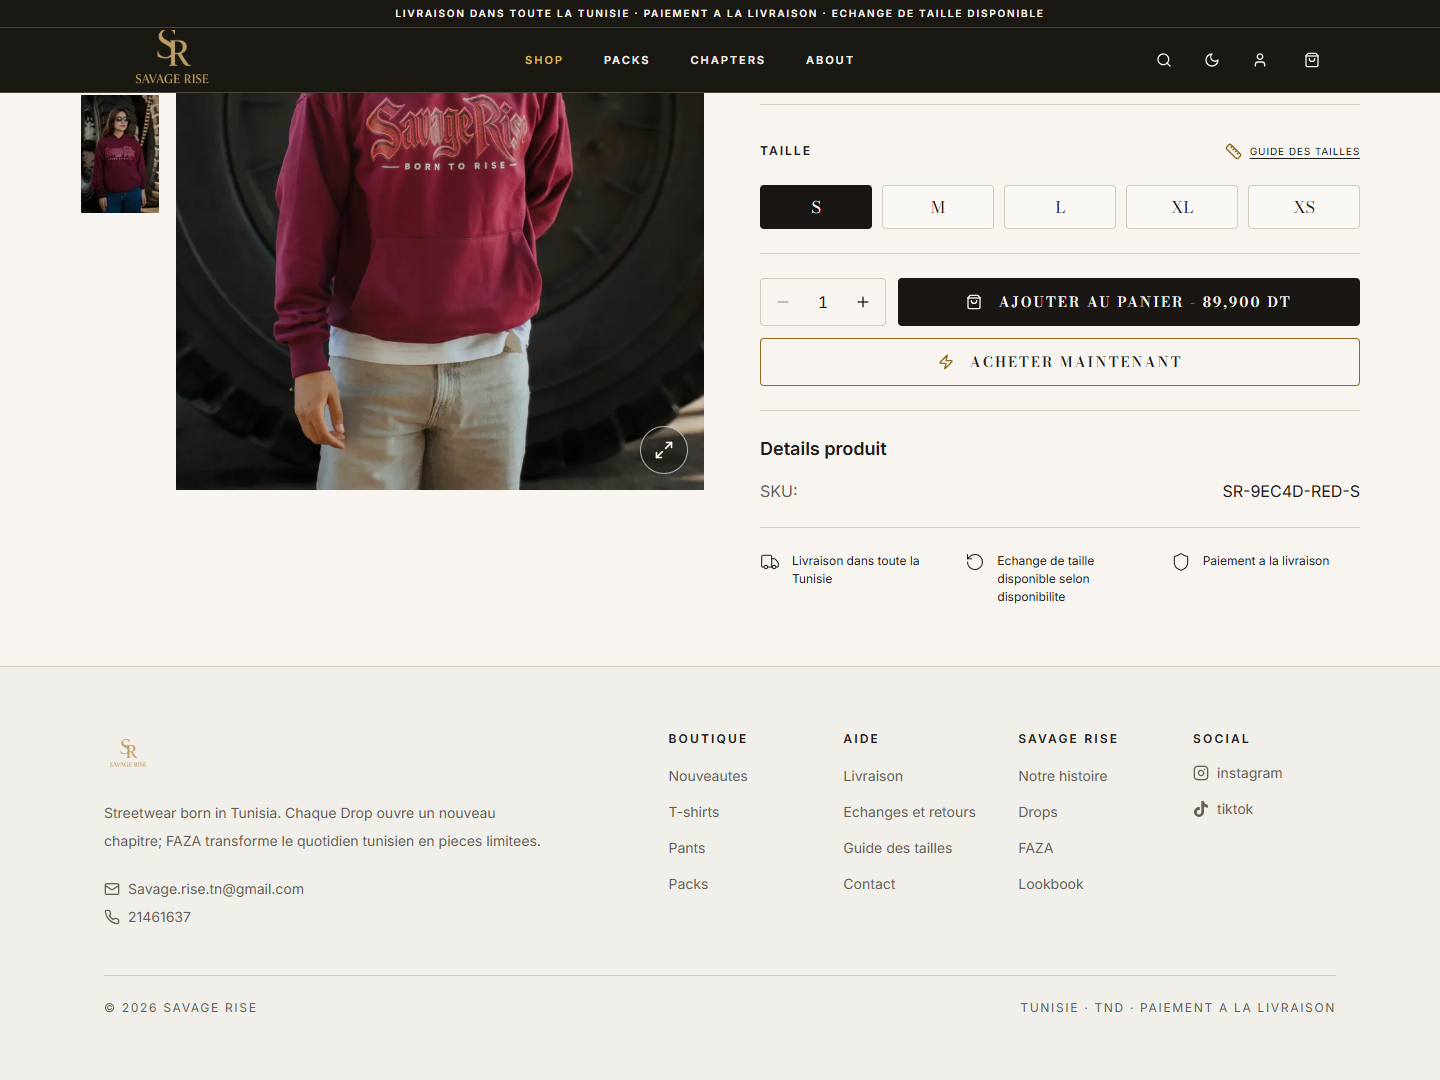 LIVRAISON DANS TOUTE LA TUNISIE · PAIEMENT A LA LIVRAISON · ECHANGE DE TAILLE DISPONIBLE
SR
SAVAGE RISE
SHOP
PACKS
CHAPTERS
ABOUT
Savage Rise
BORN TO RISE
TAILLE
GUIDE DES TAILLES
S
M
L
XL
XS
1
AJOUTER AU PANIER - 89,900 DT
ACHETER MAINTENANT
Details produit
SKU:
SR-9EC4D-RED-S
Livraison dans toute la
Tunisie
Echange de taille
disponible selon
disponibilite
Paiement a la livraison
SR
SAVAGE RISE
Streetwear born in Tunisia. Chaque Drop ouvre un nouveau
chapitre; FAZA transforme le quotidien tunisien en pieces limitees.
Savage.rise.tn@gmail.com
21461637
BOUTIQUE
Nouveautes
T-shirts
Pants
Packs
AIDE
Livraison
Echanges et retours
Guide des tailles
Contact
SAVAGE RISE
Notre histoire
Drops
FAZA
Lookbook
SOCIAL
instagram
tiktok
© 2026 SAVAGE RISE
TUNISIE · TND · PAIEMENT A LA LIVRAISON